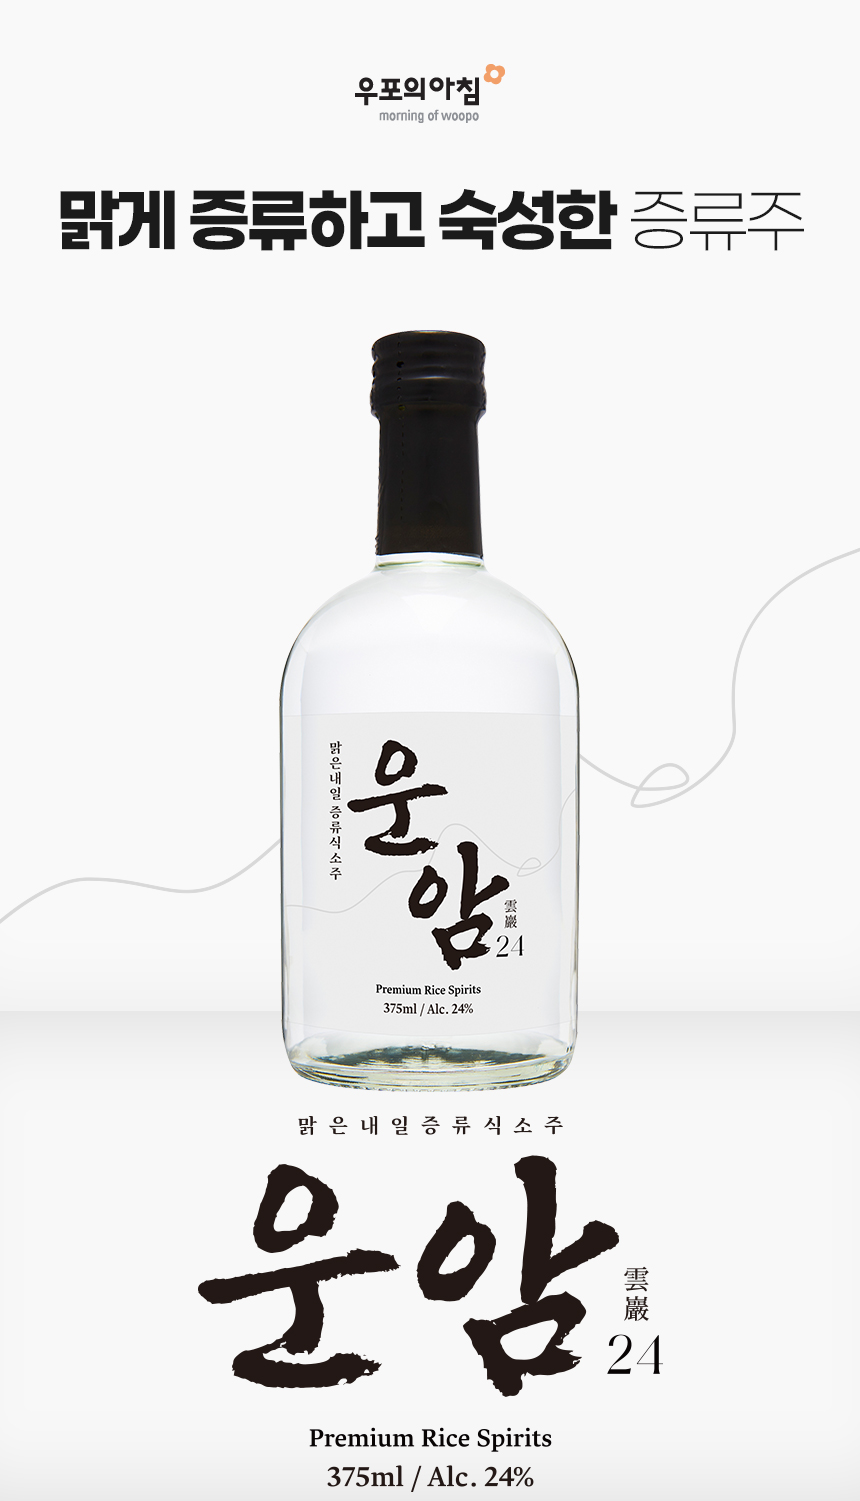 우포의아침
morning of woopo
맑게 증류하고 숙성한 증류주
맑은내일 증류식소주
운암
雲巖
24
Premium Rice Spirits
375ml / Alc. 24%
맑은내일증류식소주
운암
雲巖
24
Premium Rice Spirits
375ml / Alc. 24%